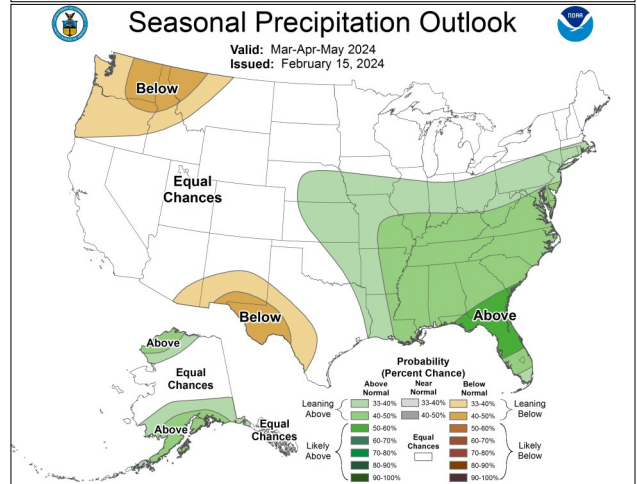 Seasonal Precipitation Outlook
NOAA
Valid: Mar-Apr-May 2024
Issued: February 15, 2024
Below
Equal
Chances
Below
Above
Above
Equal
Chances
Above
Equal
Chances
Probability
(Percent Chance)
Above
Normal
Near
Normal
Below
Normal
Leaning
Above
33-40%
33-40%
33-40%
Leaning
Below
40-50%
40-50%
40-50%
Likely
Above
50-60%
Equal
Chances
50-60%
Likely
Below
60-70%
60-70%
70-80%
70-80%
80-90%
80-90%
90-100%
90-100%